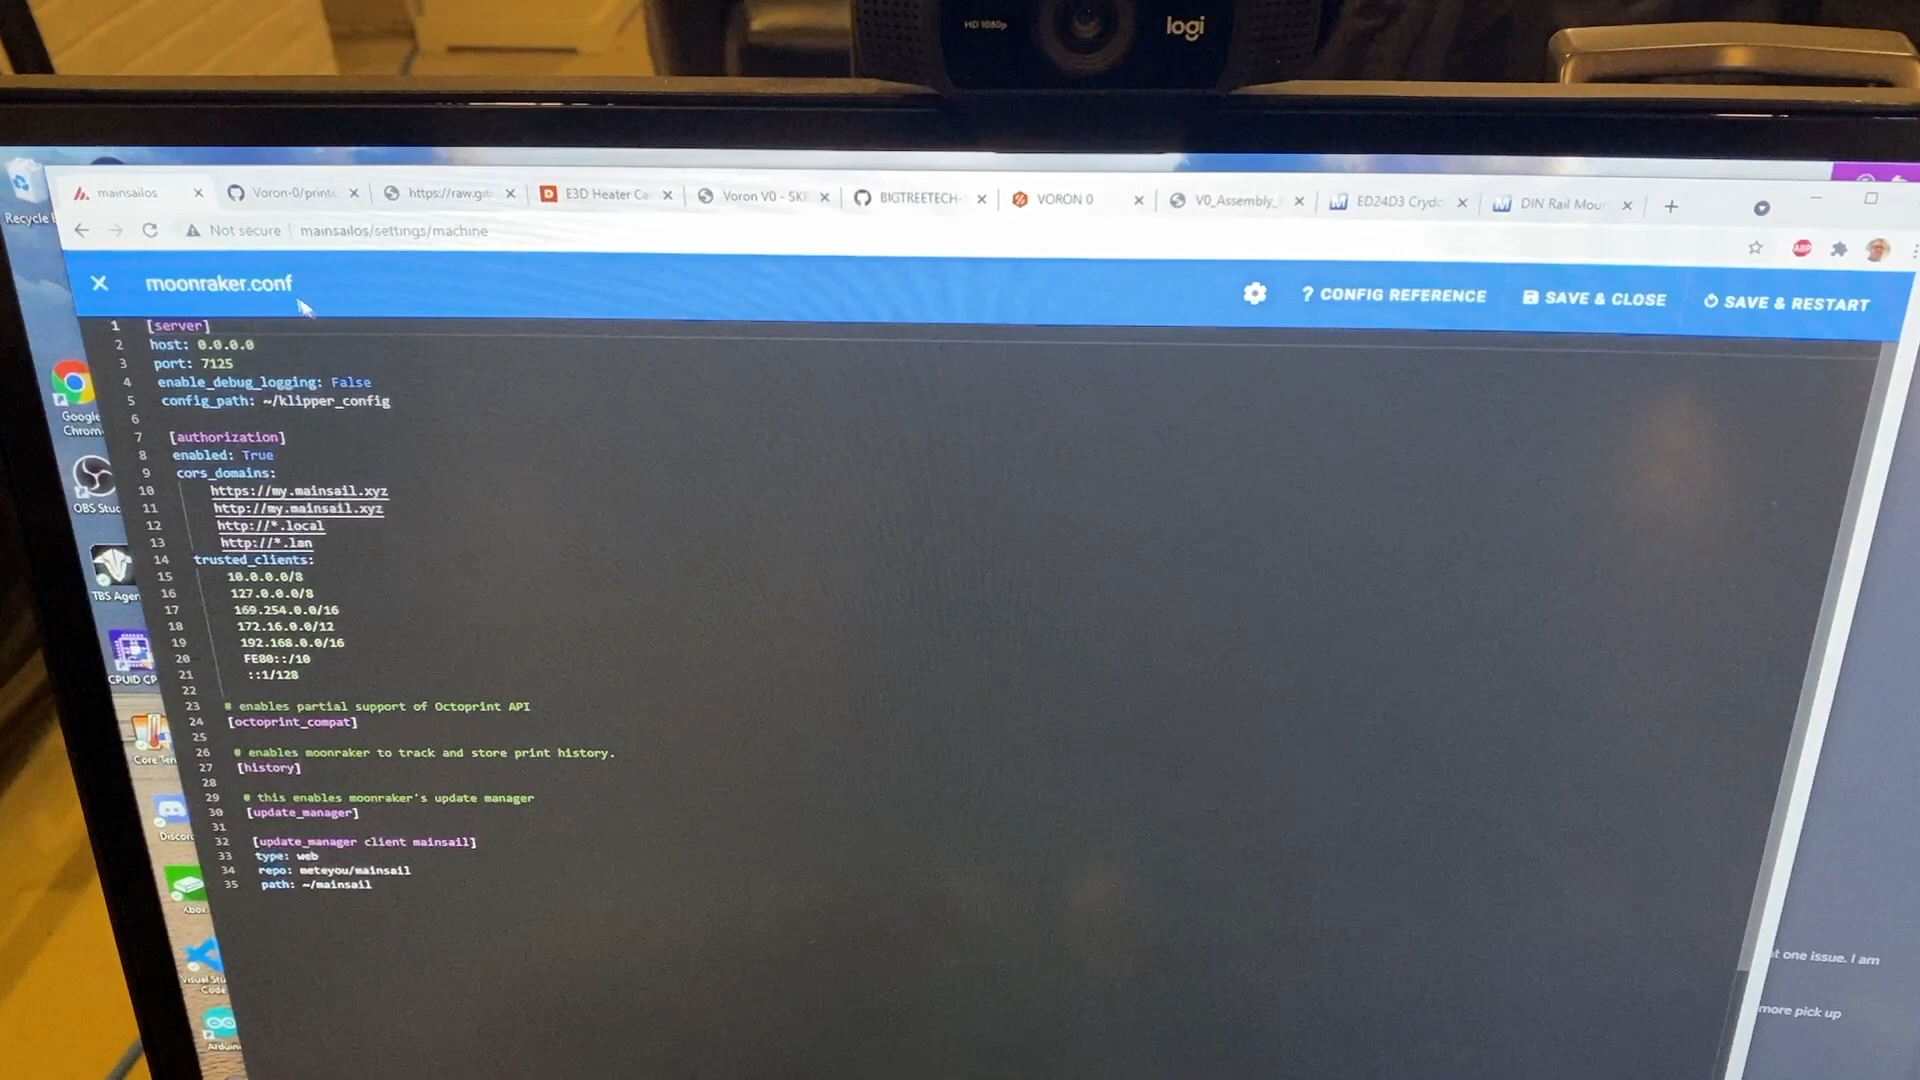 HD 1080p
logi
mainsailos
Voron-0/printe
https://raw.git
E3D Heater Ca
Voron V0 - SKE
BIGTREETECH-
VORON 0
V0_Assembly_
ED24D3 Crydo
DIN Rail Mour
Not secure mainsailos/settings/machine
ABP
moonraker.conf
? CONFIG REFERENCE
SAVE & CLOSE
SAVE & RESTART
1 [server]
2 host: 0.0.0.0
3 port: 7125
4 enable_debug_logging: False
5 config_path: ~/klipper_config
6
7 [authorization]
8 enabled: True
9 cors_domains:
10 https://my.mainsail.xyz
11 http://my.mainsail.xyz
12 http://*.local
13 http://*.lan
14 trusted_clients:
15 10.0.0.0/8
16 127.0.0.0/8
17 169.254.0.0/16
18 172.16.0.0/12
19 192.168.0.0/16
20 FE80::/10
21 ::1/128
22
23 # enables partial support of Octoprint API
24 [octoprint_compat]
25
26 # enables moonraker to track and store print history.
27 [history]
28
29 # this enables moonraker's update manager
30 [update_manager]
31
32 [update_manager client mainsail]
33 type: web
34 repo: meteyou/mainsail
35 path: ~/mainsail
Recycle
Google
Chrom
OBS Stuc
TBS Agen
CPUID CP
Core Ten
Discor
Xbox
Visual Stu
Code
Arduin
t one issue. I am
more pick up